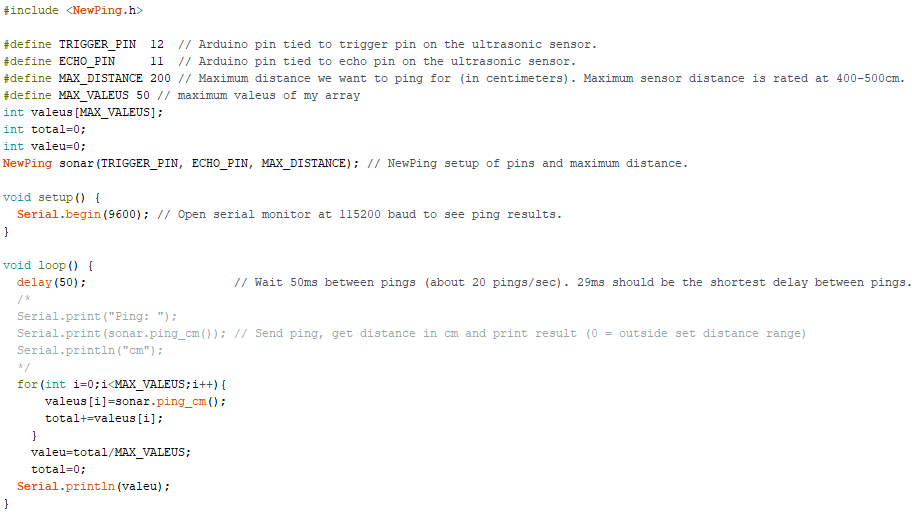 #include <NewPing.h>

#define TRIGGER_PIN  12  // Arduino pin tied to trigger pin on the ultrasonic sensor.
#define ECHO_PIN     11  // Arduino pin tied to echo pin on the ultrasonic sensor.
#define MAX_DISTANCE 200 // Maximum distance we want to ping for (in centimeters). Maximum sensor distance is rated at 400-500cm.
#define MAX_VALEUS 50 // maximum valeus of my array
int valeus[MAX_VALEUS];
int total=0;
int valeu=0;
NewPing sonar(TRIGGER_PIN, ECHO_PIN, MAX_DISTANCE); // NewPing setup of pins and maximum distance.

void setup() {
  Serial.begin(9600); // Open serial monitor at 115200 baud to see ping results.
}

void loop() {
  delay(50);                     // Wait 50ms between pings (about 20 pings/sec). 29ms should be the shortest delay between pings.
  /*
  Serial.print("Ping: ");
  Serial.print(sonar.ping_cm()); // Send ping, get distance in cm and print result (0 = outside set distance range)
  Serial.println("cm");
  */
  for(int i=0;i<MAX_VALEUS;i++){
      valeus[i]=sonar.ping_cm();
      total+=valeus[i];
    }
    valeu=total/MAX_VALEUS;
    total=0;
  Serial.println(valeu);
}